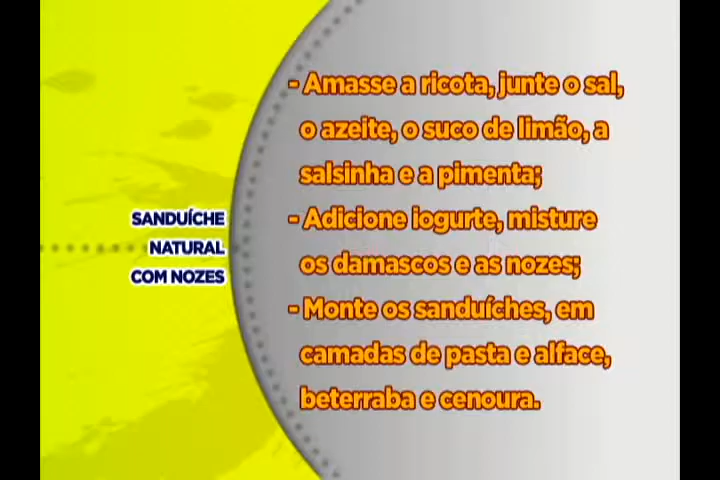 SANDUÍCHE
NATURAL
COM NOZES
- Amasse a ricota, junte o sal,
o azeite, o suco de limão, a
salsinha e a pimenta;
- Adicione iogurte, misture
os damascos e as nozes;
- Monte os sanduíches, em
camadas de pasta e alface,
beterraba e cenoura.